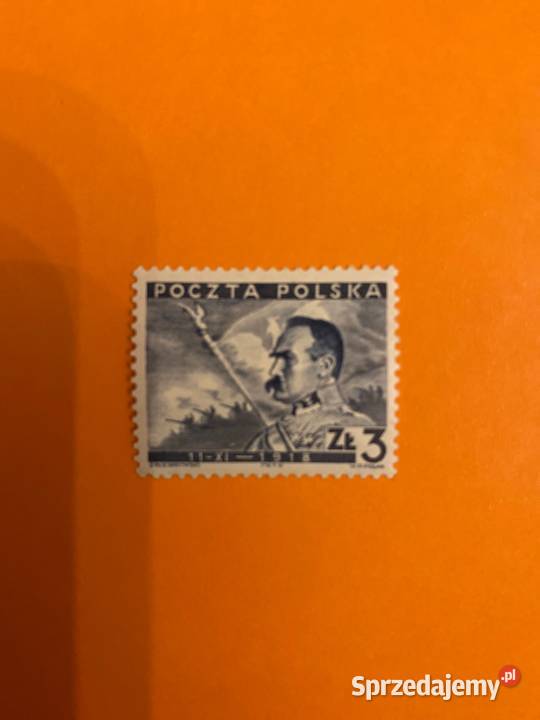 POCZTA POLSKA
ZŁ 3
11-XI—1918
Sprzedajemy.pl